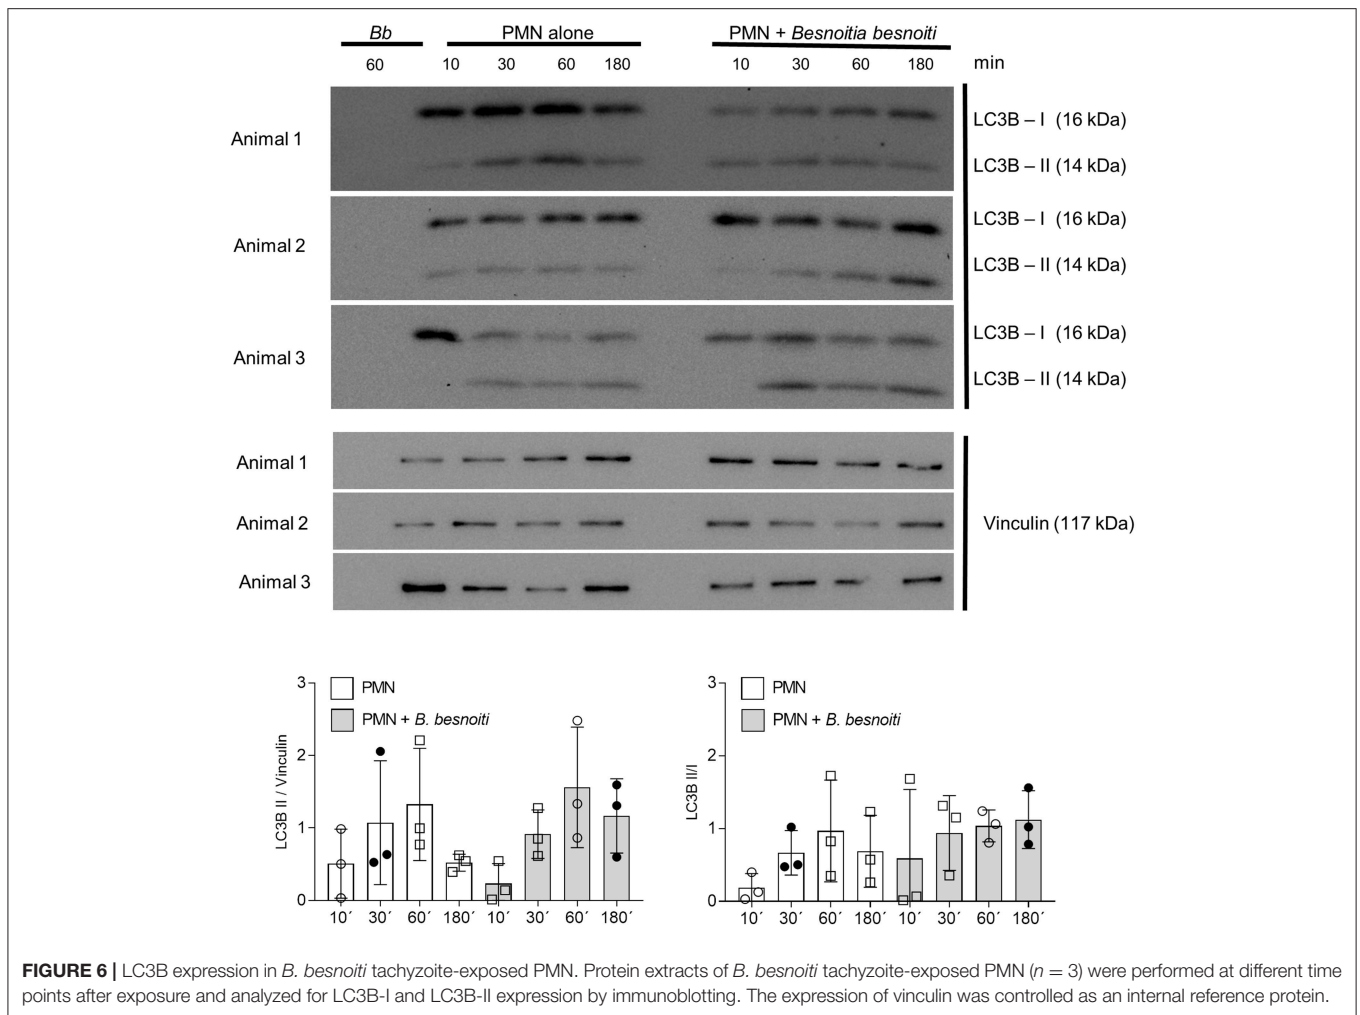 Bb PMN alone PMN + Besnoitia besnoiti
60 10 30 60 180 10 30 60 180 min
Animal 1
LC3B – I (16 kDa)
LC3B – II (14 kDa)
Animal 2
LC3B – I (16 kDa)
LC3B – II (14 kDa)
Animal 3
LC3B – I (16 kDa)
LC3B – II (14 kDa)
Animal 1
Animal 2
Vinculin (117 kDa)
Animal 3
LC3B II / Vinculin
3
2
1
0
PMN
PMN + B. besnoiti
10´ 30´ 60´ 180´ 10´ 30´ 60´ 180´
LC3B II/I
3
2
1
0
PMN
PMN + B. besnoiti
10´ 30´ 60´ 180´ 10´ 30´ 60´ 180´
FIGURE 6 | LC3B expression in B. besnoiti tachyzoite-exposed PMN. Protein extracts of B. besnoiti tachyzoite-exposed PMN (n = 3) were performed at different time
points after exposure and analyzed for LC3B-I and LC3B-II expression by immunoblotting. The expression of vinculin was controlled as an internal reference protein.